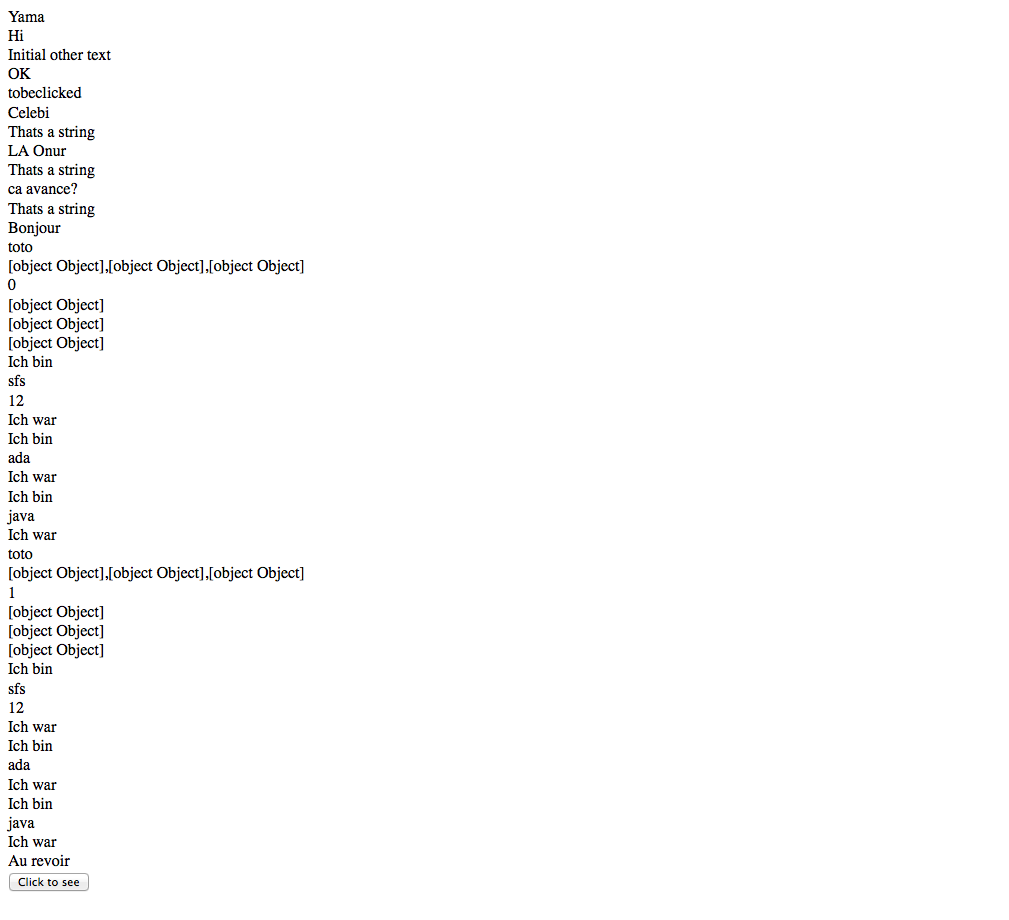 Yama
Hi
Initial other text
OK
tobeclicked
Celebi
Thats a string
LA Onur
Thats a string
ca avance?
Thats a string
Bonjour
toto
[object Object],[object Object],[object Object]
0
[object Object]
[object Object]
[object Object]
Ich bin
sfs
12
Ich war
Ich bin
ada
Ich war
Ich bin
java
Ich war
toto
[object Object],[object Object],[object Object]
1
[object Object]
[object Object]
[object Object]
Ich bin
sfs
12
Ich war
Ich bin
ada
Ich war
Ich bin
java
Ich war
Au revoir
Click to see